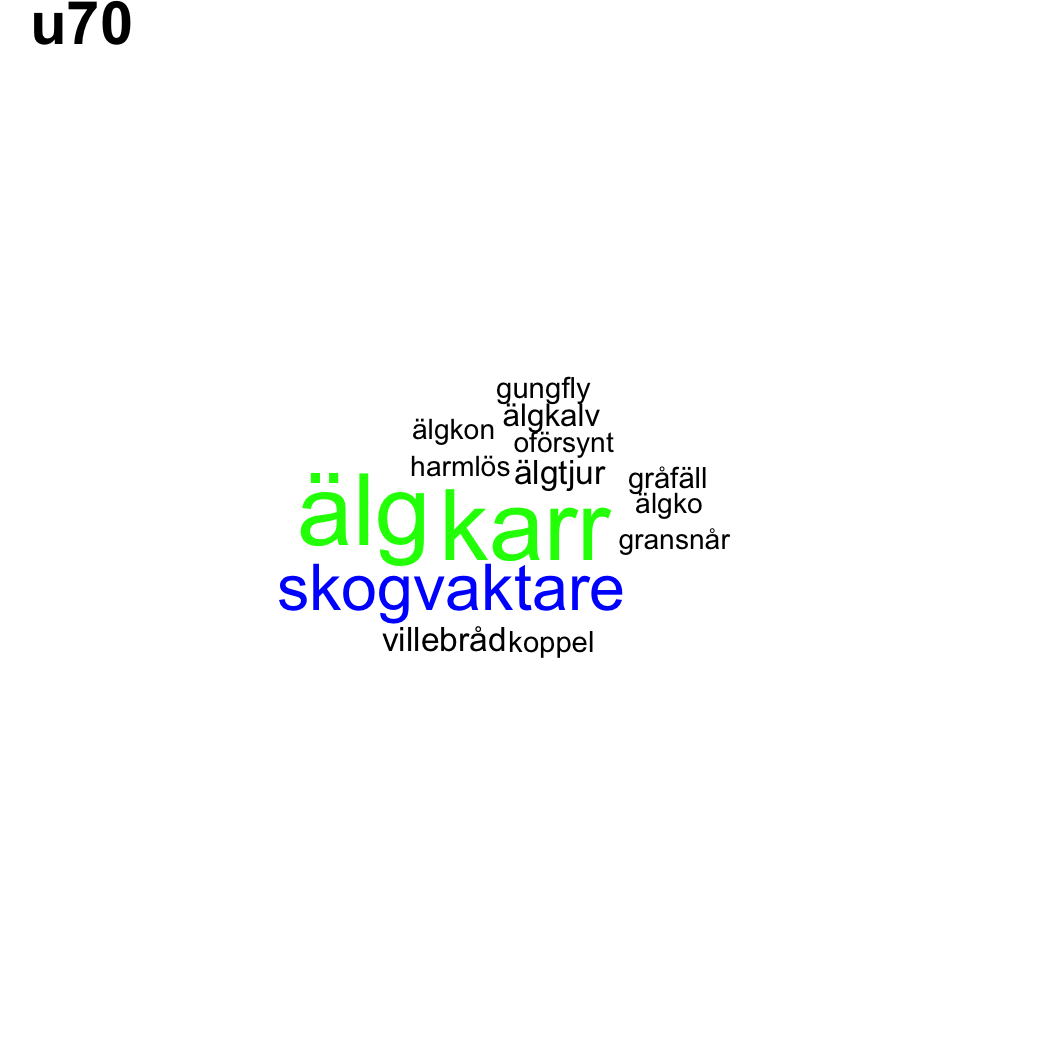 u70
gungfly
älgkalv
älgkon
oförsynt
harmlös älgtjur
gråfäll
älgko
älg karr
gransnår
skogvaktare
villebråd koppel